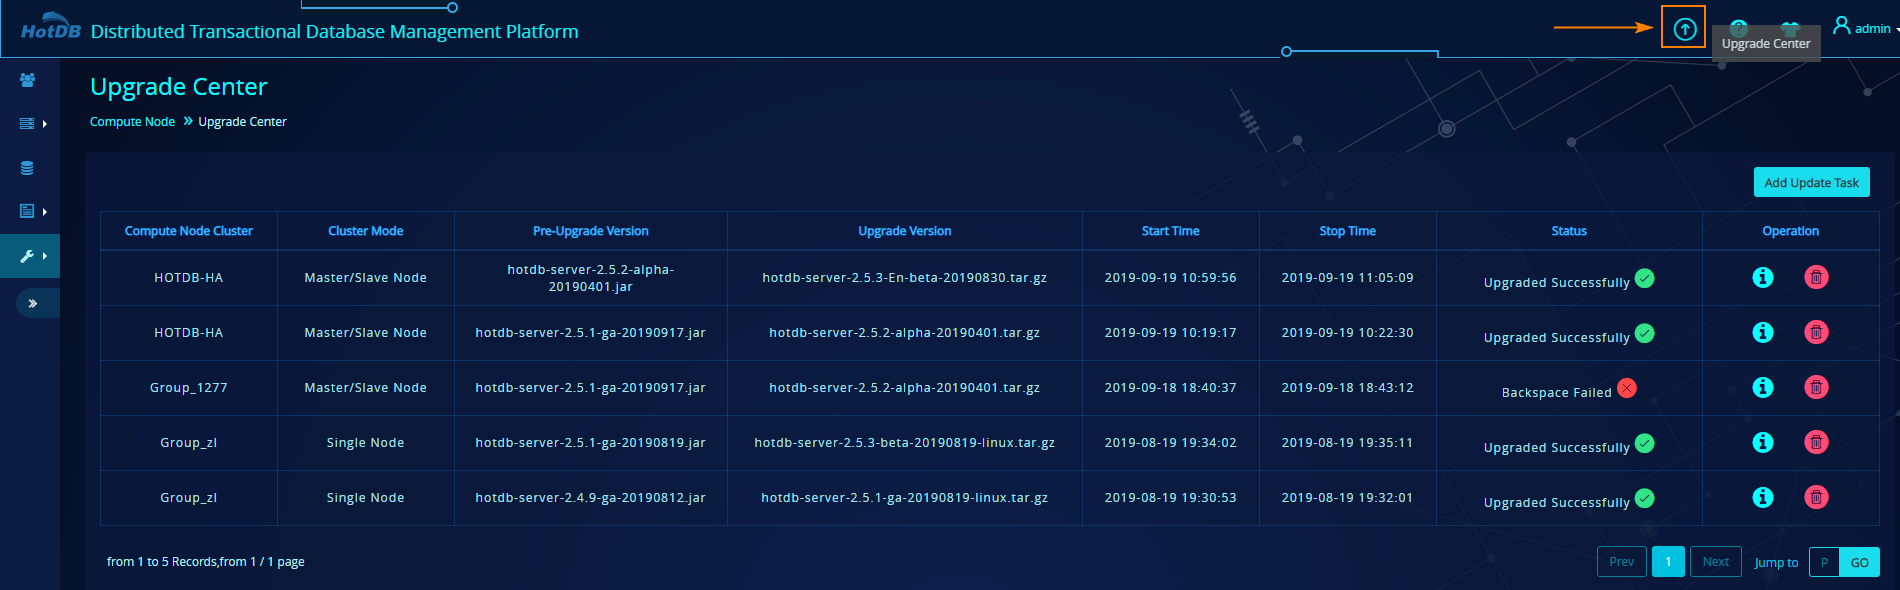 HotDB Distributed Transactional Database Management Platform
admin
Upgrade Center
Upgrade Center
Compute Node » Upgrade Center
Add Update Task
Compute Node Cluster Cluster Mode Pre-Upgrade Version Upgrade Version Start Time Stop Time Status Operation
HOTDB-HA Master/Slave Node hotdb-server-2.5.2-alpha-20190401.jar hotdb-server-2.5.3-En-beta-20190830.tar.gz 2019-09-19 10:59:56 2019-09-19 11:05:09 Upgraded Successfully
HOTDB-HA Master/Slave Node hotdb-server-2.5.1-ga-20190917.jar hotdb-server-2.5.2-alpha-20190401.tar.gz 2019-09-19 10:19:17 2019-09-19 10:22:30 Upgraded Successfully
Group_1277 Master/Slave Node hotdb-server-2.5.1-ga-20190917.jar hotdb-server-2.5.2-alpha-20190401.tar.gz 2019-09-18 18:40:37 2019-09-18 18:43:12 Backspace Failed
Group_zl Single Node hotdb-server-2.5.1-ga-20190819.jar hotdb-server-2.5.3-beta-20190819-linux.tar.gz 2019-08-19 19:34:02 2019-08-19 19:35:11 Upgraded Successfully
Group_zl Single Node hotdb-server-2.4.9-ga-20190812.jar hotdb-server-2.5.1-ga-20190819-linux.tar.gz 2019-08-19 19:30:53 2019-08-19 19:32:01 Upgraded Successfully
from 1 to 5 Records,from 1 / 1 page
Prev 1 Next Jump to P GO